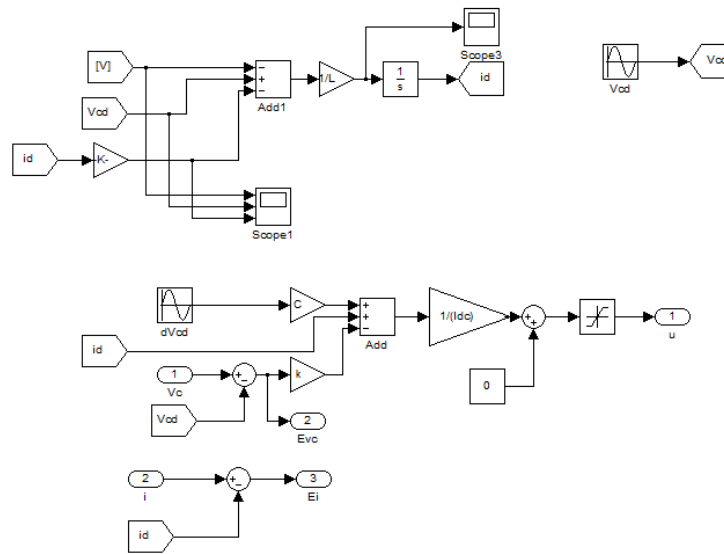 Scope3
[V]
Add1
1/L
1
s
id
Vcd
Vcd
id
K-
Scope1
dVcd
C
id
Add
1/(Idc)
1
u
1
Vc
k
Vcd
2
Evc
0
2
i
3
Ei
id